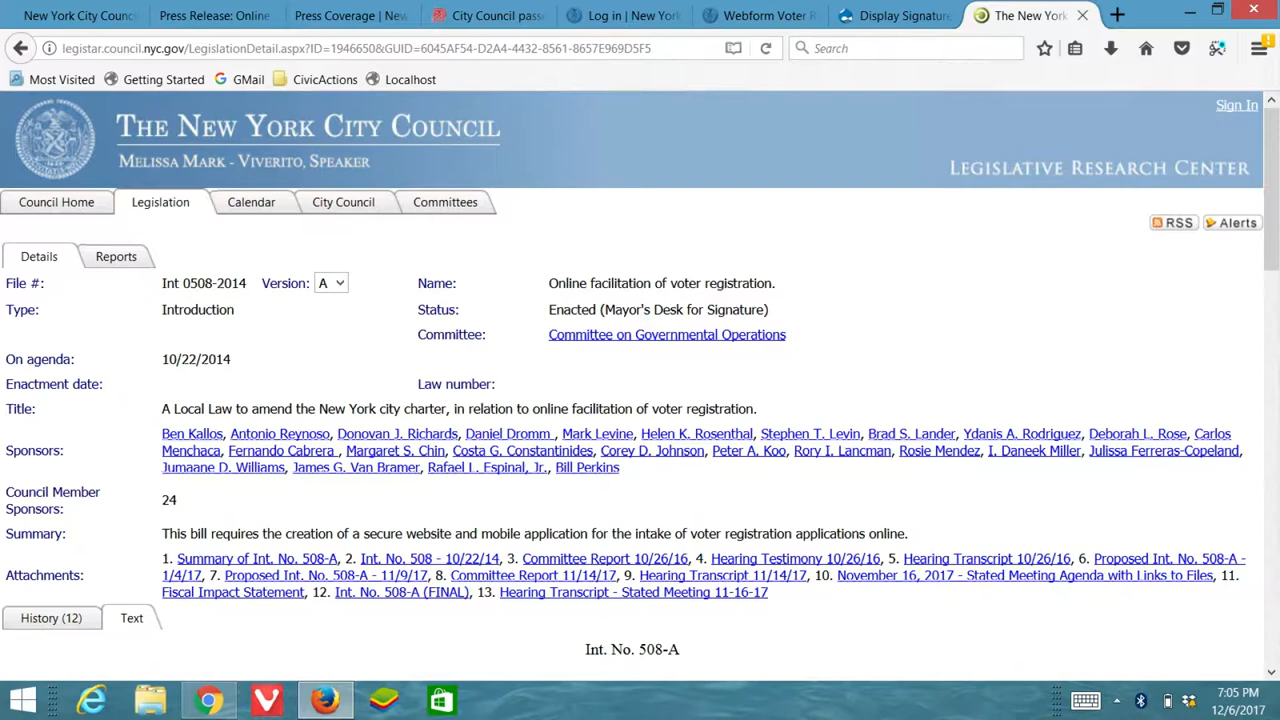 New York City Counc
Press Release: Online
Press Coverage | New
City Council pass
Log in | New York
Webform Voter R
Display Signature
The New York
legistar.council.nyc.gov/LegislationDetail.aspx?ID=1946650&GUID=6045AF54-D2A4-4432-8561-8657E969D5F5
Search
Most Visited Getting Started GMail CivicActions Localhost
Sign In
THE NEW YORK CITY COUNCIL
MELISSA MARK - VIVERITO, SPEAKER
LEGISLATIVE RESEARCH CENTER
Council Home Legislation Calendar City Council Committees
RSS Alerts
Details Reports
File #: Int 0508-2014 Version: A Name: Online facilitation of voter registration.
Type: Introduction Status: Enacted (Mayor's Desk for Signature)
Committee: Committee on Governmental Operations
On agenda: 10/22/2014
Enactment date: Law number:
Title: A Local Law to amend the New York city charter, in relation to online facilitation of voter registration.
Sponsors: Ben Kallos, Antonio Reynoso, Donovan J. Richards, Daniel Dromm , Mark Levine, Helen K. Rosenthal, Stephen T. Levin, Brad S. Lander, Ydanis A. Rodriguez, Deborah L. Rose, Carlos
Menchaca, Fernando Cabrera , Margaret S. Chin, Costa G. Constantinides, Corey D. Johnson, Peter A. Koo, Rory I. Lancman, Rosie Mendez, I. Daneek Miller, Julissa Ferreras-Copeland,
Jumaane D. Williams, James G. Van Bramer, Rafael L. Espinal, Jr., Bill Perkins
Council Member
Sponsors: 24
Summary: This bill requires the creation of a secure website and mobile application for the intake of voter registration applications online.
Attachments: 1. Summary of Int. No. 508-A, 2. Int. No. 508 - 10/22/14, 3. Committee Report 10/26/16, 4. Hearing Testimony 10/26/16, 5. Hearing Transcript 10/26/16, 6. Proposed Int. No. 508-A -
1/4/17, 7. Proposed Int. No. 508-A - 11/9/17, 8. Committee Report 11/14/17, 9. Hearing Transcript 11/14/17, 10. November 16, 2017 - Stated Meeting Agenda with Links to Files, 11.
Fiscal Impact Statement, 12. Int. No. 508-A (FINAL), 13. Hearing Transcript - Stated Meeting 11-16-17
History (12) Text
Int. No. 508-A
7:05 PM
12/6/2017